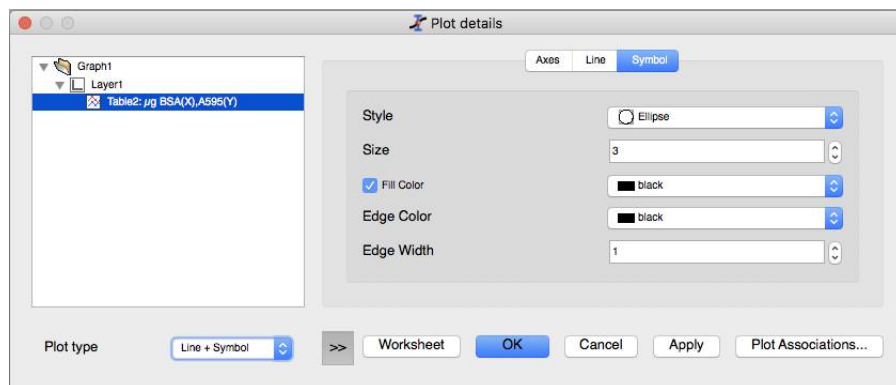 Plot details
Graph1
Layer1
Table2: µg BSA(X),A595(Y)
Axes Line Symbol
Style Ellipse
Size 3
Fill Color black
Edge Color black
Edge Width 1
Plot type Line + Symbol >> Worksheet OK Cancel Apply Plot Associations...